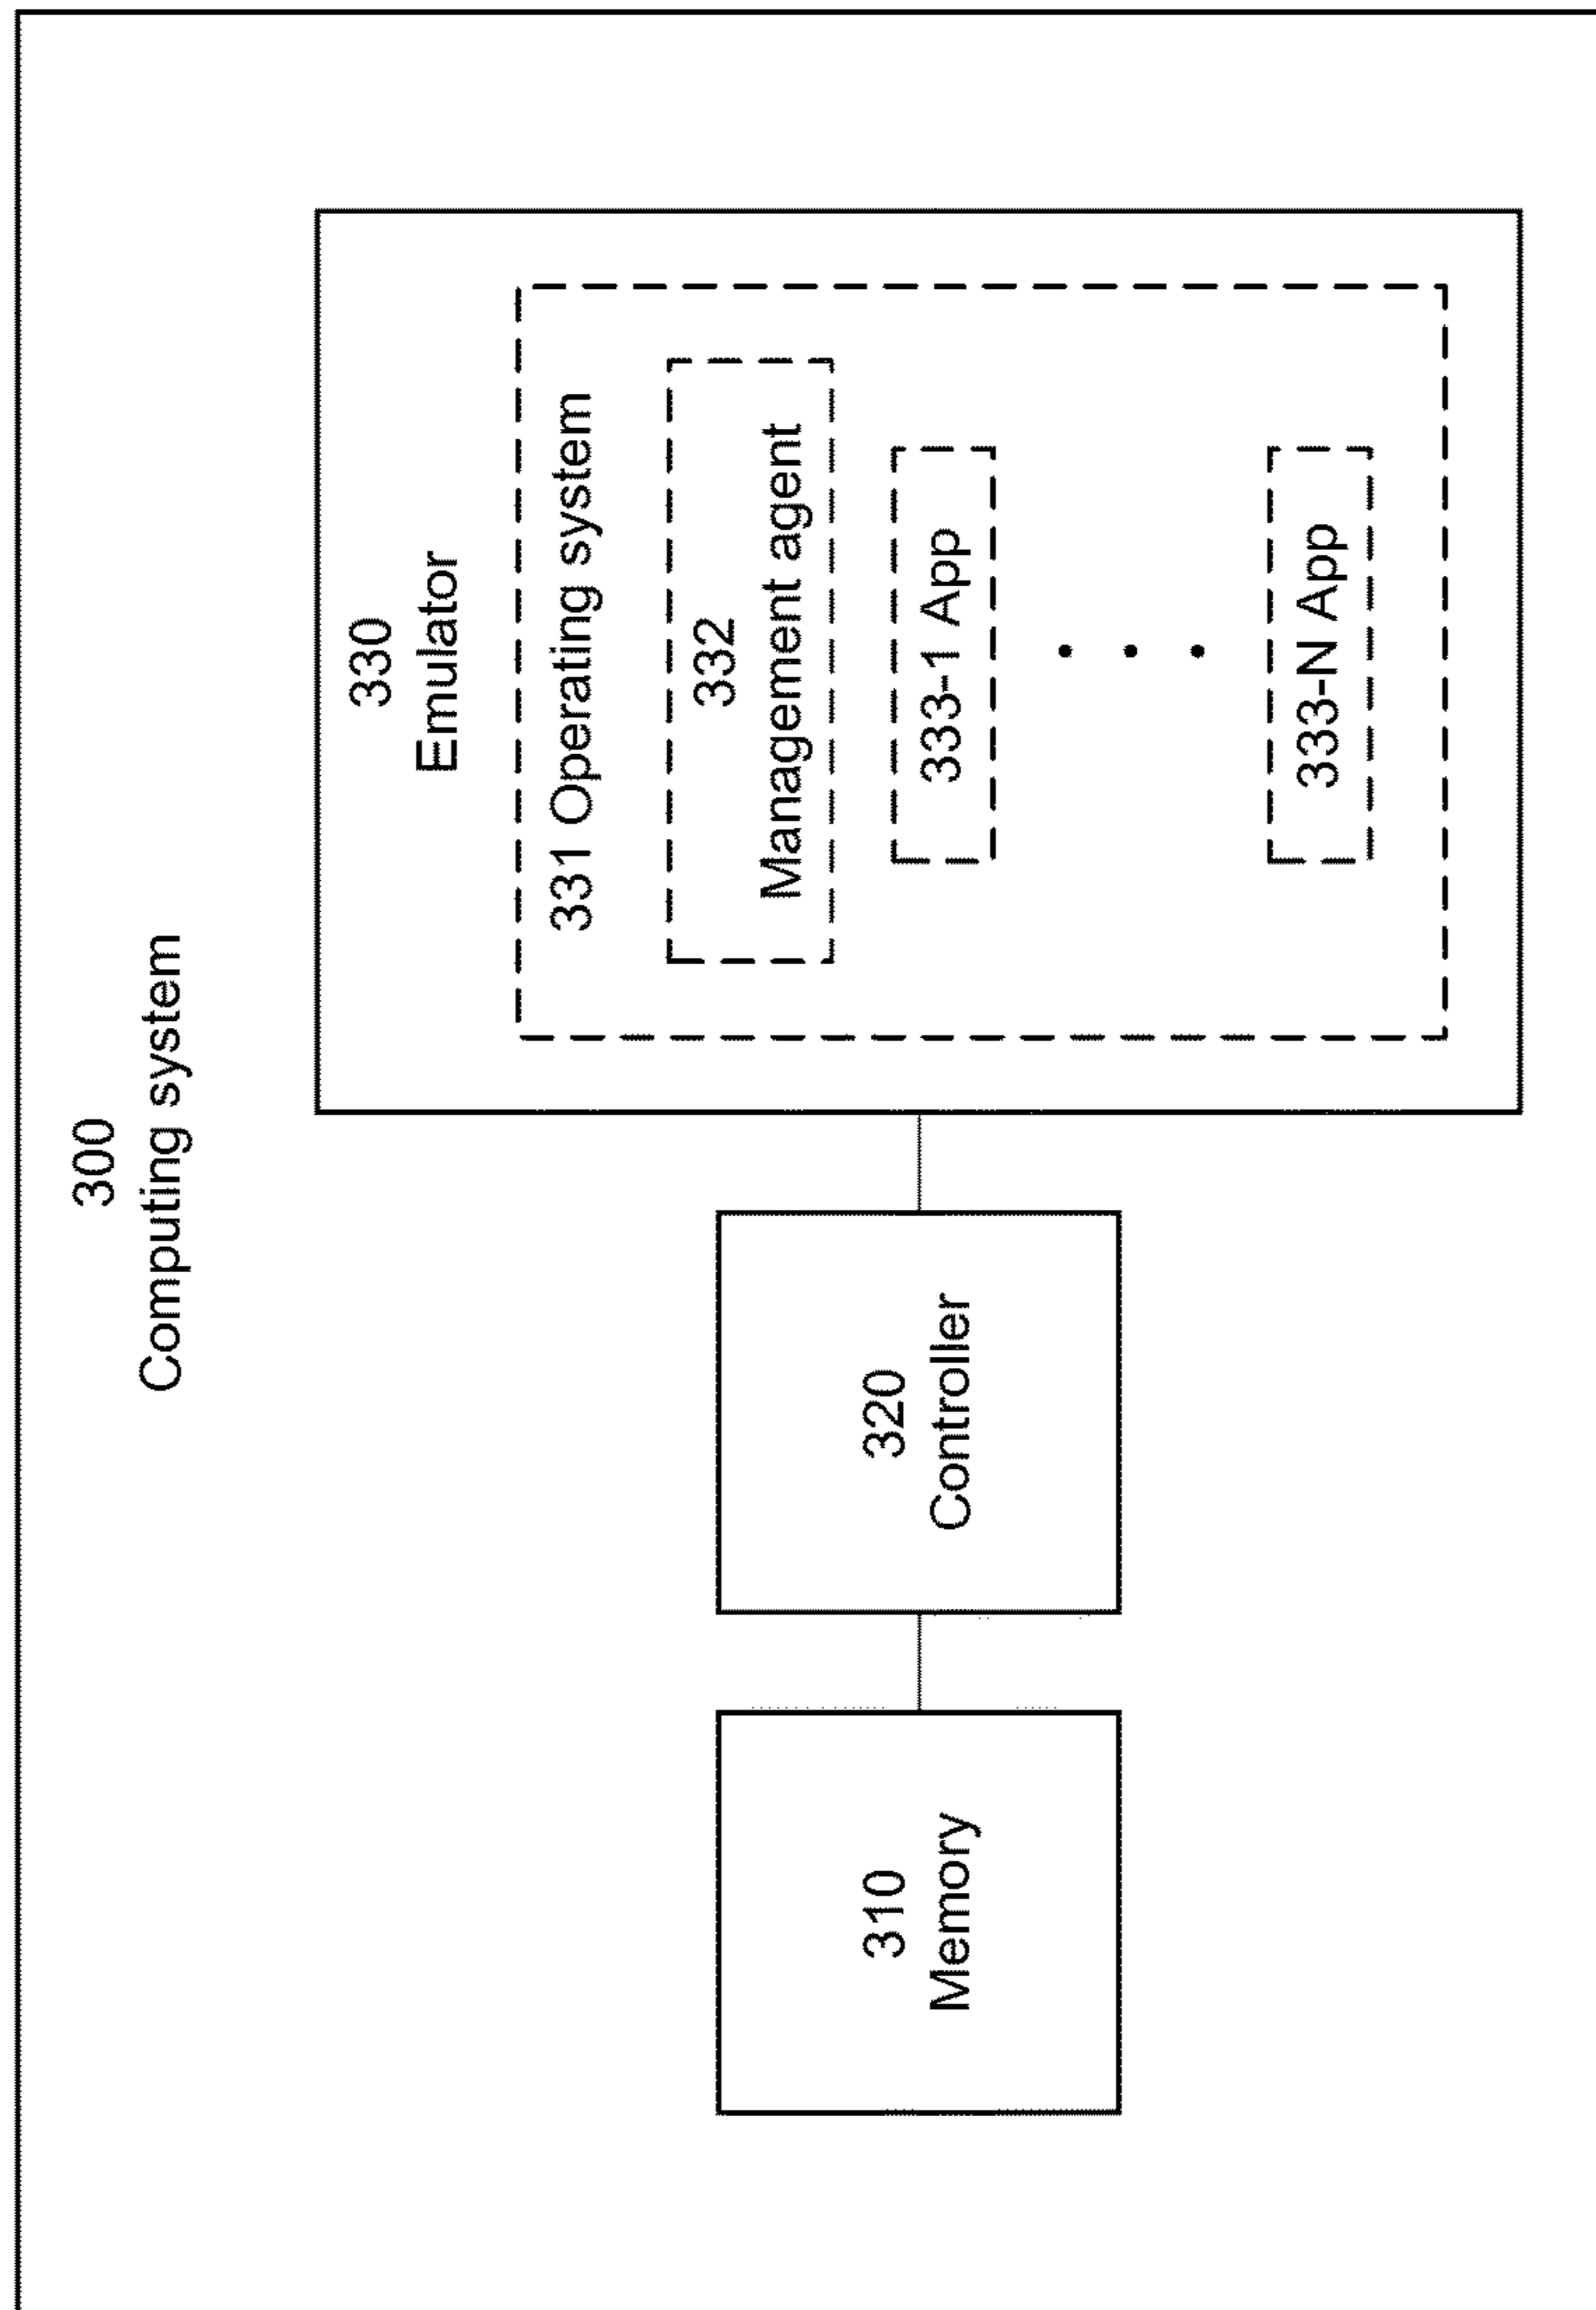 300
Computing system
310
Memory
320
Controller
330
Emulator
331 Operating system
332
Management agent
333-1 App
333-N App